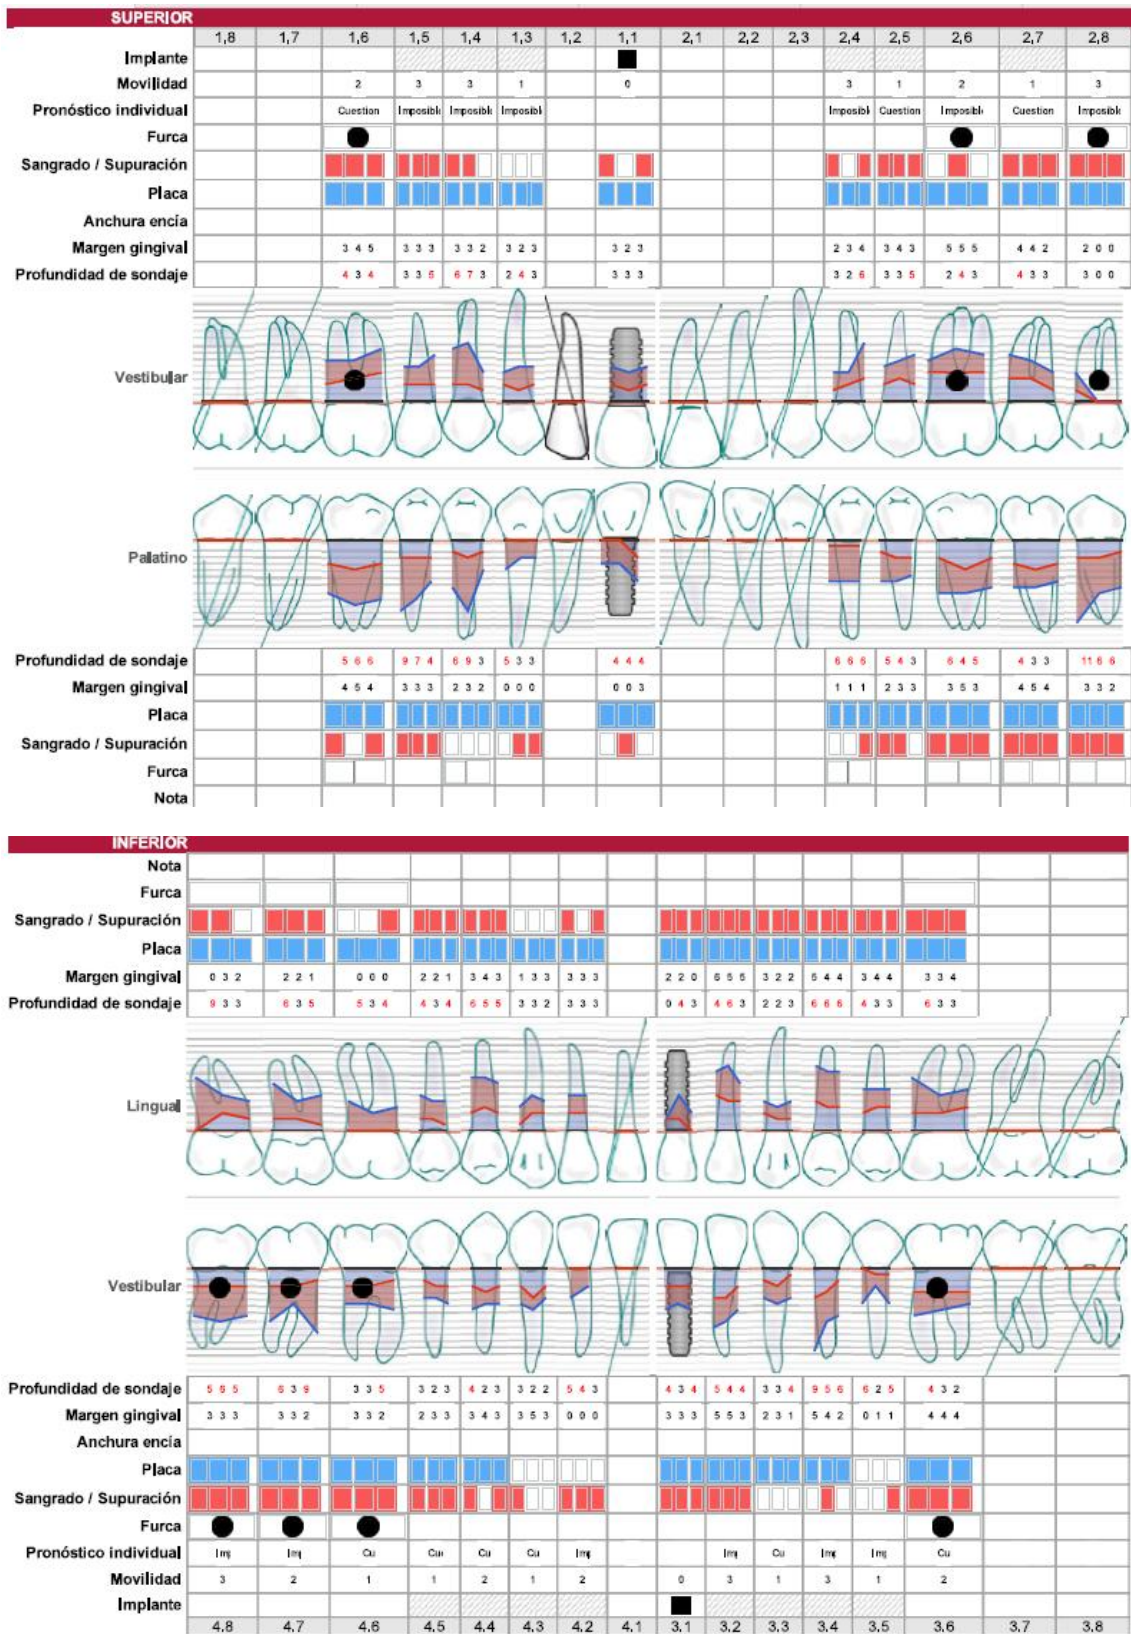 SUPERIOR
1,8 1,7 1,6 1,5 1,4 1,3 1,2 1,1 2,1 2,2 2,3 2,4 2,5 2,6 2,7 2,8
Implante
Movilidad 2 3 3 1 0 3 1 2 1 3
Pronóstico individual Cuestion Imposibl Imposibl Imposibl Imposibl Cuestion Imposibl Cuestion Imposibl
Furca
Sangrado / Supuración
Placa
Anchura encía
Margen gingival 3 4 5 3 3 3 3 3 2 3 2 3 3 2 3 2 3 4 3 4 3 5 5 5 4 4 2 2 0 0
Profundidad de sondaje 4 3 4 3 3 5 6 7 3 2 4 3 3 3 3 3 2 6 3 3 5 2 4 3 4 3 3 3 0 0
Vestibular
Palatino
Profundidad de sondaje 5 6 6 9 7 4 6 9 3 5 3 3 4 4 4 6 6 6 5 4 3 6 4 5 4 3 3 11 6 6
Margen gingival 4 5 4 3 3 3 2 3 2 0 0 0 0 0 3 1 1 1 2 3 3 3 5 3 4 5 4 3 3 2
Placa
Sangrado / Supuración
Furca
Nota
INFERIOR
Nota
Furca
Sangrado / Supuración
Placa
Margen gingival 0 3 2 2 2 1 0 0 0 2 2 1 3 4 3 1 3 3 3 3 3 2 2 0 3 2 2 5 4 4 3 4 4 3 3 4
Profundidad de sondaje 9 3 3 6 3 5 5 3 4 4 3 4 6 5 5 3 3 2 3 3 3 0 4 3 4 6 3 2 2 3 6 6 6 4 3 3 6 3 3
Lingual
Vestibular
Profundidad de sondaje 6 3 9 3 3 5 3 2 3 4 2 3 3 2 2 5 4 3 4 3 4 5 4 4 3 3 4 9 5 6 6 2 5 4 3 2
Margen gingival 3 3 3 3 3 2 3 3 2 2 3 3 3 4 3 3 5 3 0 0 0 3 3 3 5 5 3 2 3 1 5 4 2 0 1 1 4 4 4
Anchura encía
Placa
Sangrado / Supuración
Furca
Pronóstico individual Imp Imp Cu Cu Cu Cu Imp Imp Cu Imp Imp Cu
Movilidad 3 2 1 1 2 1 2 0 3 1 3 1 2
Implante
4.8 4.7 4.6 4.5 4.4 4.3 4.2 4.1 3.1 3.2 3.3 3.4 3.5 3.6 3.7 3.8